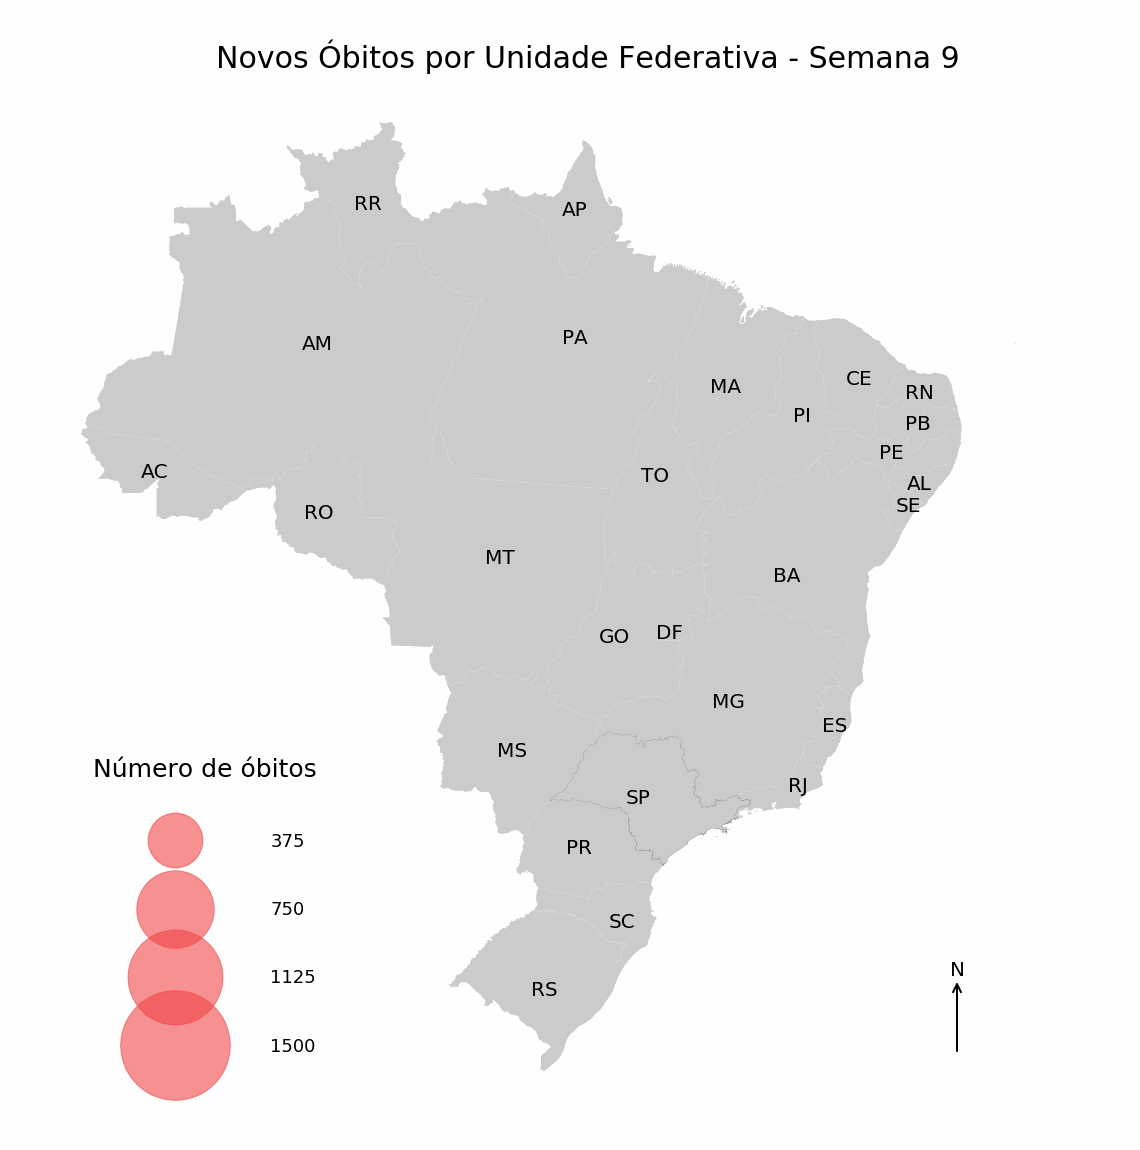 Novos Óbitos por Unidade Federativa - Semana 9
RR
AP
AM
PA
MA
CE
RN
PI
PB
PE
AC
TO
AL
SE
RO
MT
BA
GO
DF
MG
ES
MS
RJ
SP
PR
SC
RS
Número de óbitos
375
750
1125
1500
N